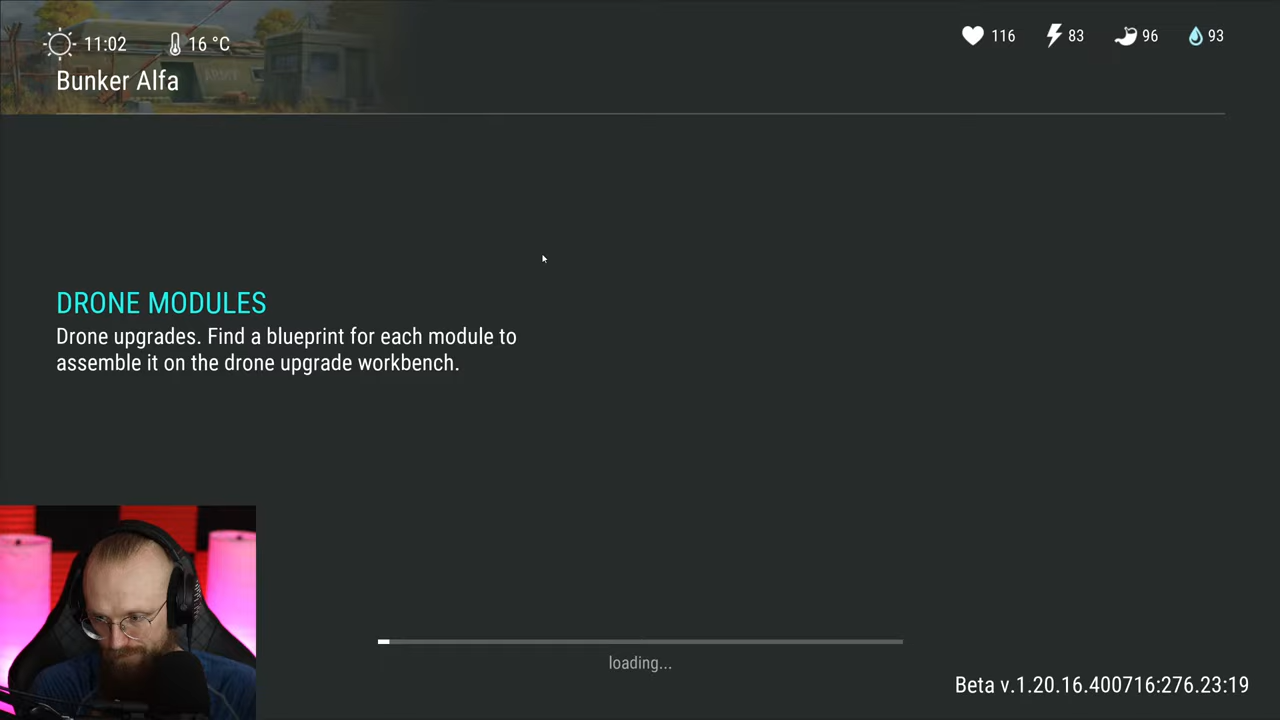 11:02 16 °C
116 83 96 93
Bunker Alfa
DRONE MODULES
Drone upgrades. Find a blueprint for each module to
assemble it on the drone upgrade workbench.
loading...
Beta v.1.20.16.400716:276.23:19